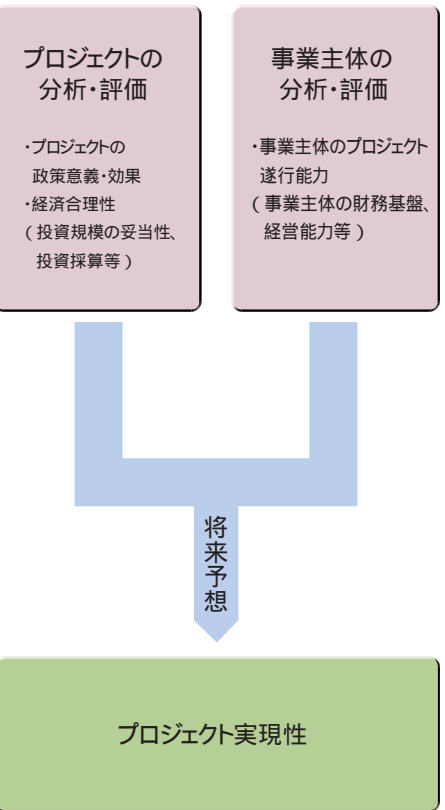 プロジェクトの
分析・評価
・プロジェクトの
政策意義・効果
・経済合理性
(投資規模の妥当性、
投資採算等)
事業主体の
分析・評価
・事業主体のプロジェクト
遂行能力
(事業主体の財務基盤、
経営能力等)
将来予想
プロジェクト実現性